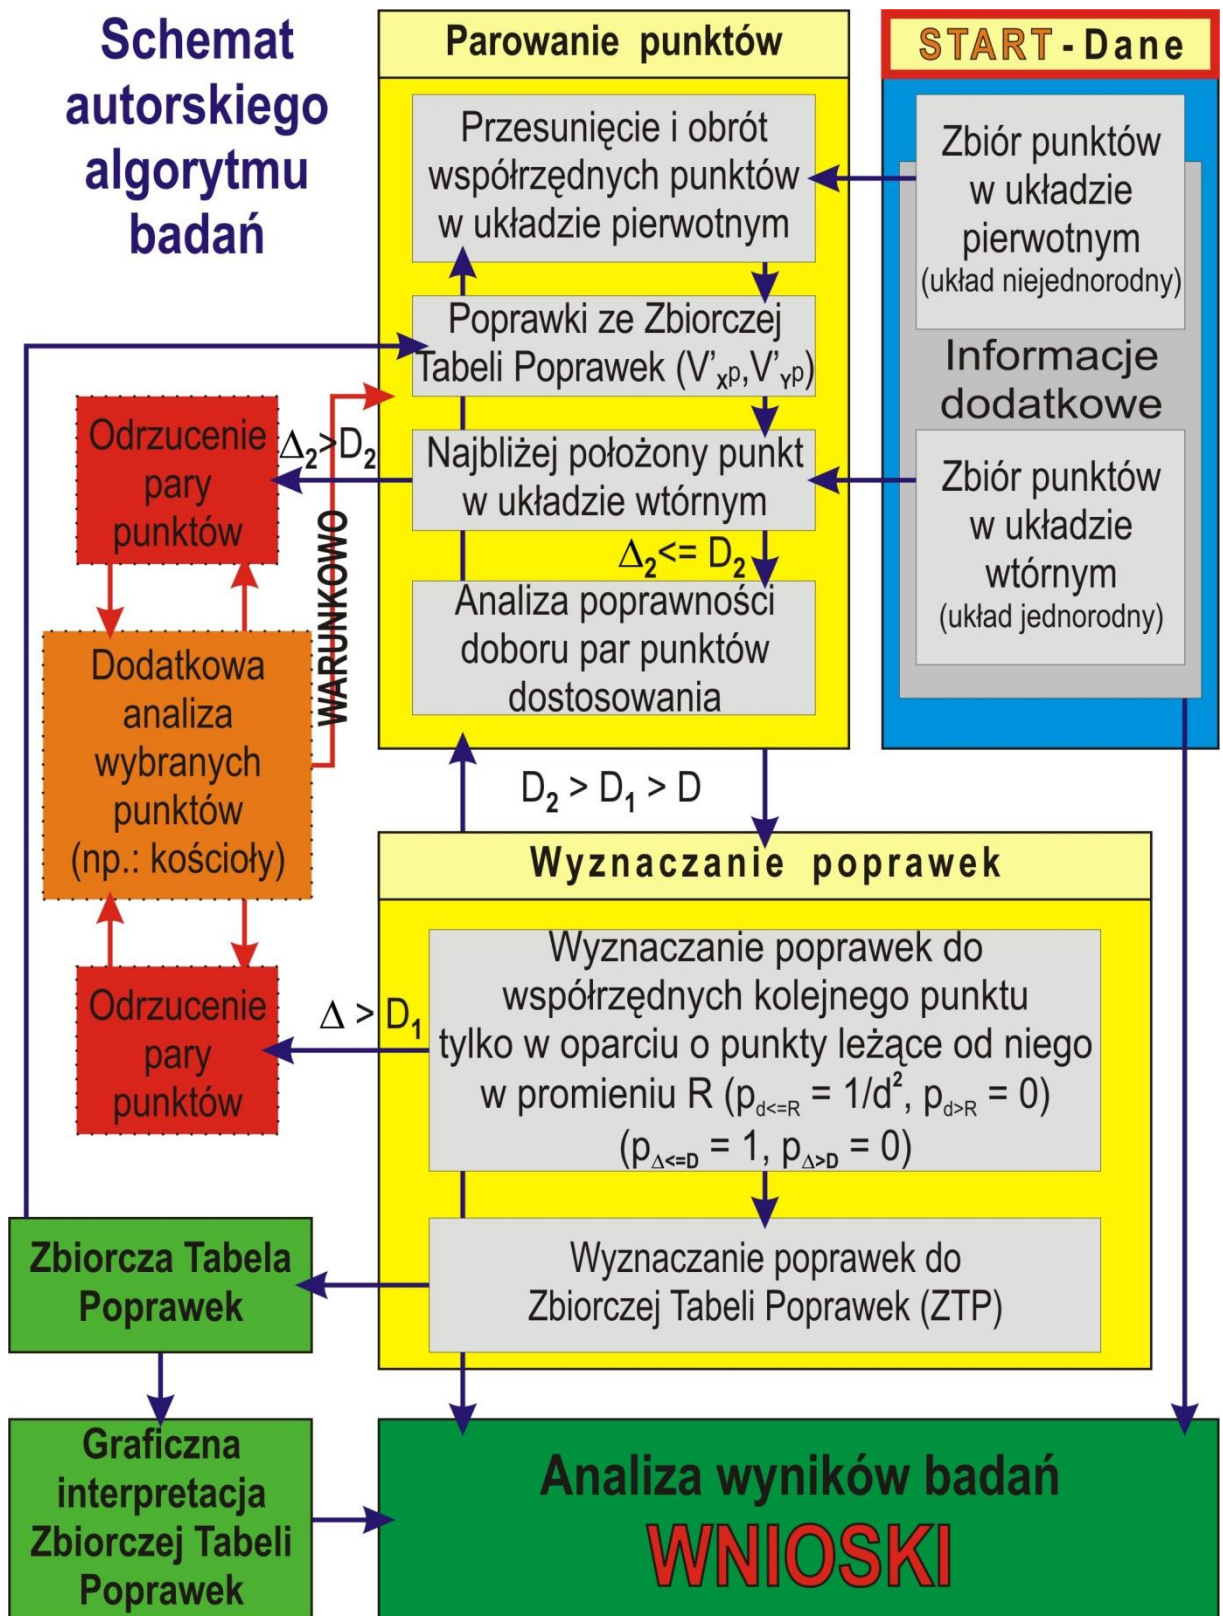 Schemat
autorskiego
algorytmu
badań
Parowanie punktów
Przesunięcie i obrót
współrzędnych punktów
w układzie pierwotnym
Poprawki ze Zbiorczej
Tabeli Poprawek (V'Xp,V'Yp)
Najbliżej położony punkt
w układzie wtórnym
Δ₂<= D₂
Analiza poprawności
doboru par punktów
dostosowania
START - Dane
Zbiór punktów
w układzie
pierwotnym
(układ niejednorodny)
Informacje
dodatkowe
Zbiór punktów
w układzie
wtórnym
(układ jednorodny)
Δ₂>D₂
Odrzucenie
pary
punktów
WARUNKOWO
Dodatkowa
analiza
wybranych
punktów
(np.: kościoły)
Odrzucenie
pary
punktów
D₂ > D₁ > D
Wyznaczanie poprawek
Wyznaczanie poprawek do
współrzędnych kolejnego punktu
tylko w oparciu o punkty leżące od niego
w promieniu R (p d<=R = 1/d², p d>R = 0)
(p Δ<=D = 1, p Δ>D = 0)
Δ > D₁
Wyznaczanie poprawek do
Zbiorczej Tabeli Poprawek (ZTP)
Zbiorcza Tabela
Poprawek
Graficzna
interpretacja
Zbiorczej Tabeli
Poprawek
Analiza wyników badań
WNIOSKI